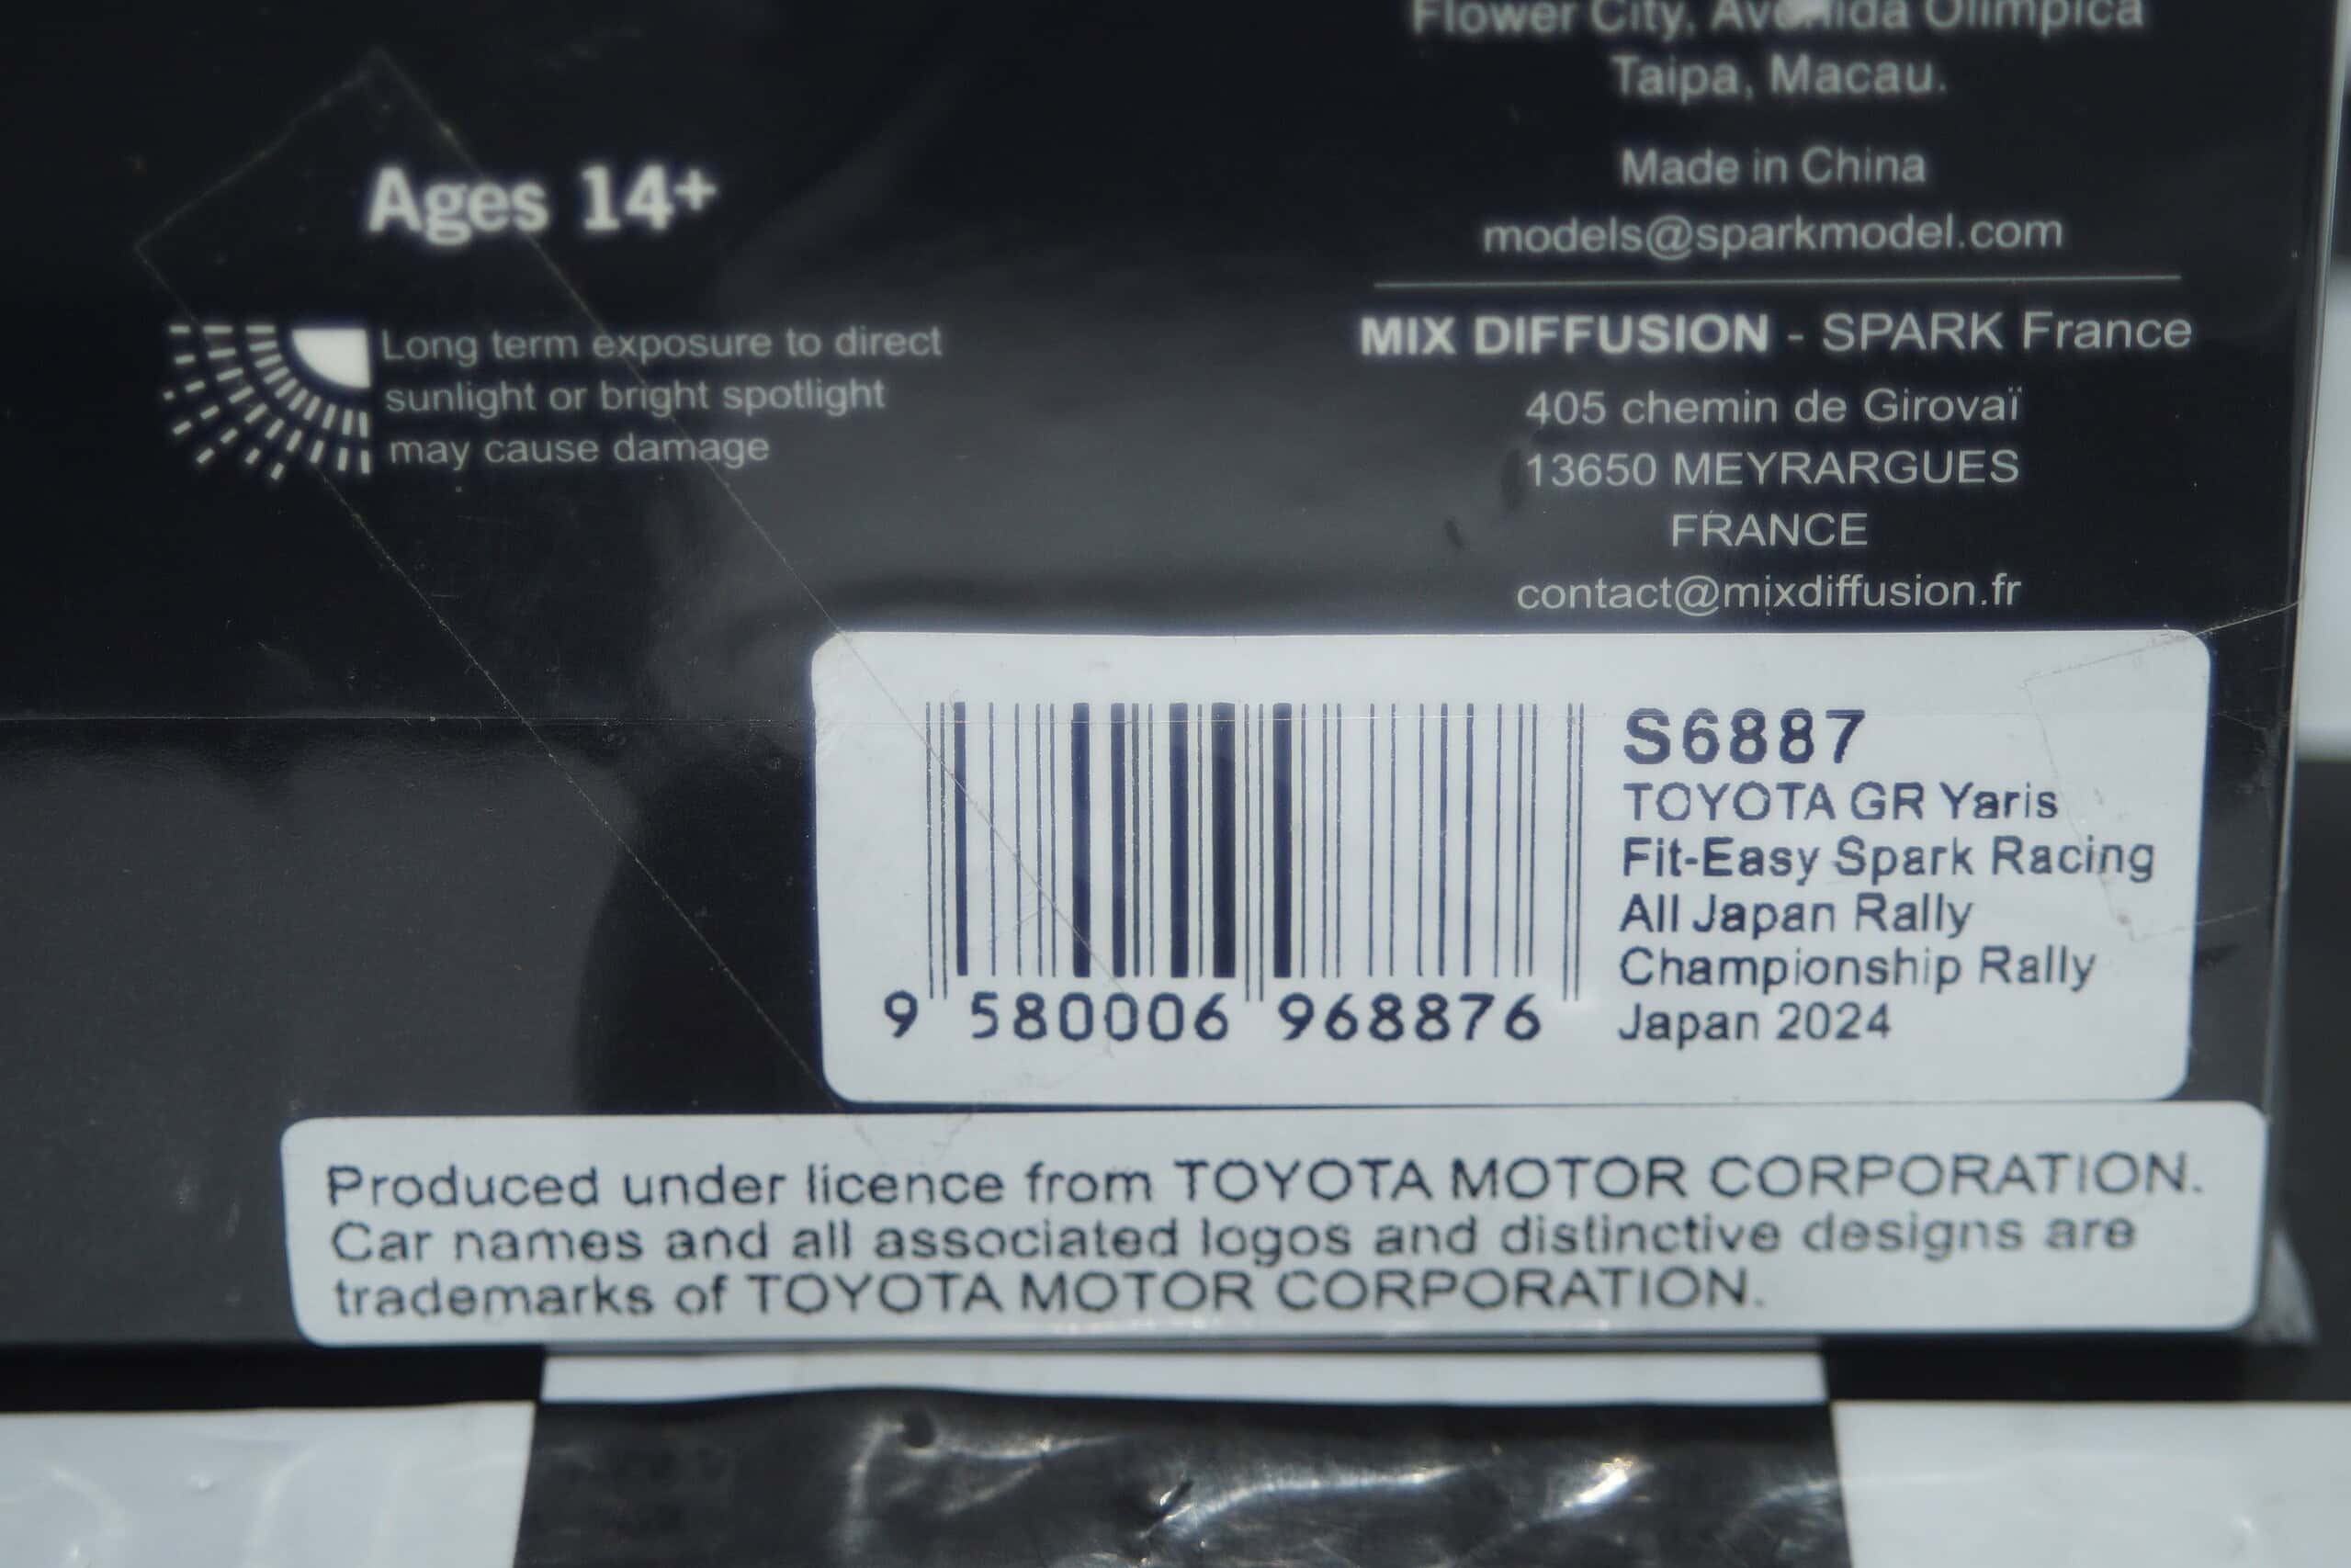 Flower City, Avenida Olimpica
Taipa, Macau.
Made in China
models@sparkmodel.com
MIX DIFFUSION - SPARK France
405 chemin de Girovaï
13650 MEYRARGUES
FRANCE
contact@mixdiffusion.fr
Ages 14+
Long term exposure to direct
sunlight or bright spotlight
may cause damage
S6887
TOYOTA GR Yaris
Fit-Easy Spark Racing
All Japan Rally
Championship Rally
Japan 2024
9 580006 968876
Produced under licence from TOYOTA MOTOR CORPORATION.
Car names and all associated logos and distinctive designs are
trademarks of TOYOTA MOTOR CORPORATION.